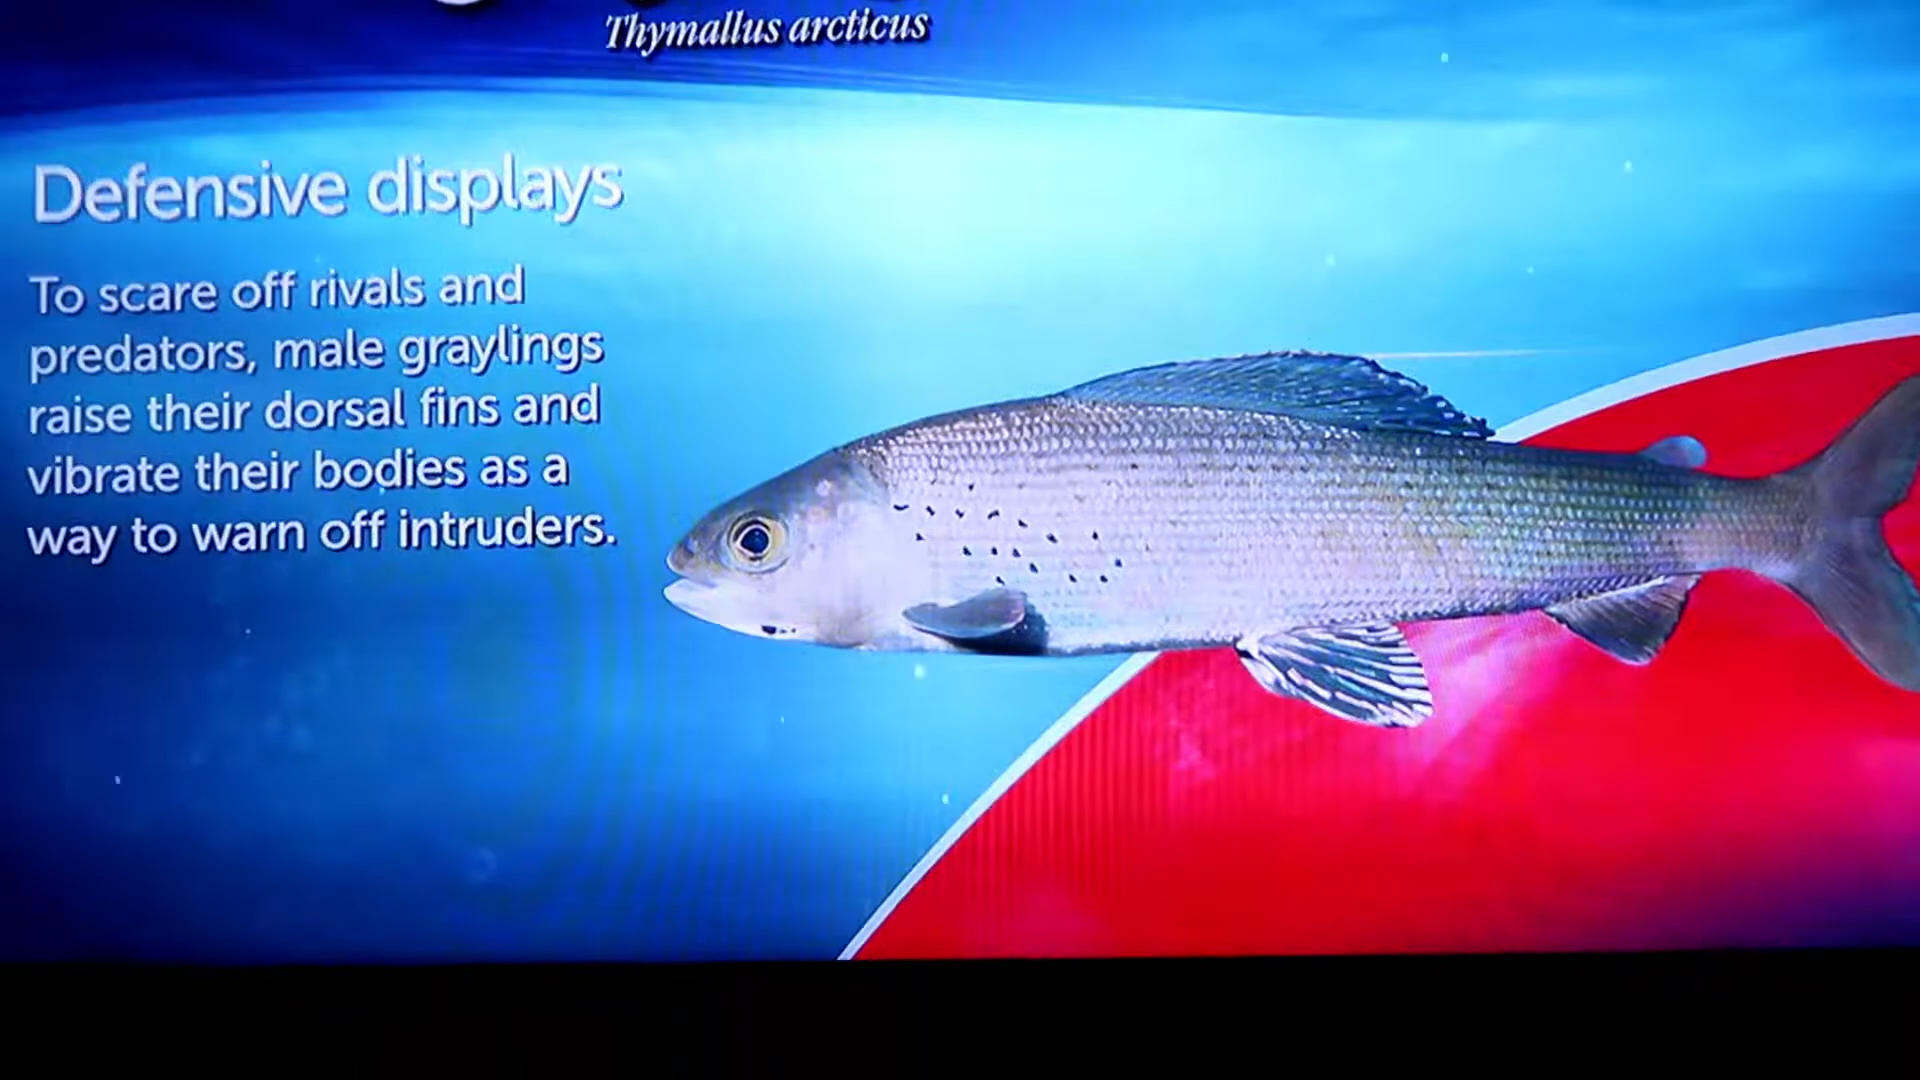 Thymallus arcticus
Defensive displays
To scare off rivals and
predators, male graylings
raise their dorsal fins and
vibrate their bodies as a
way to warn off intruders.